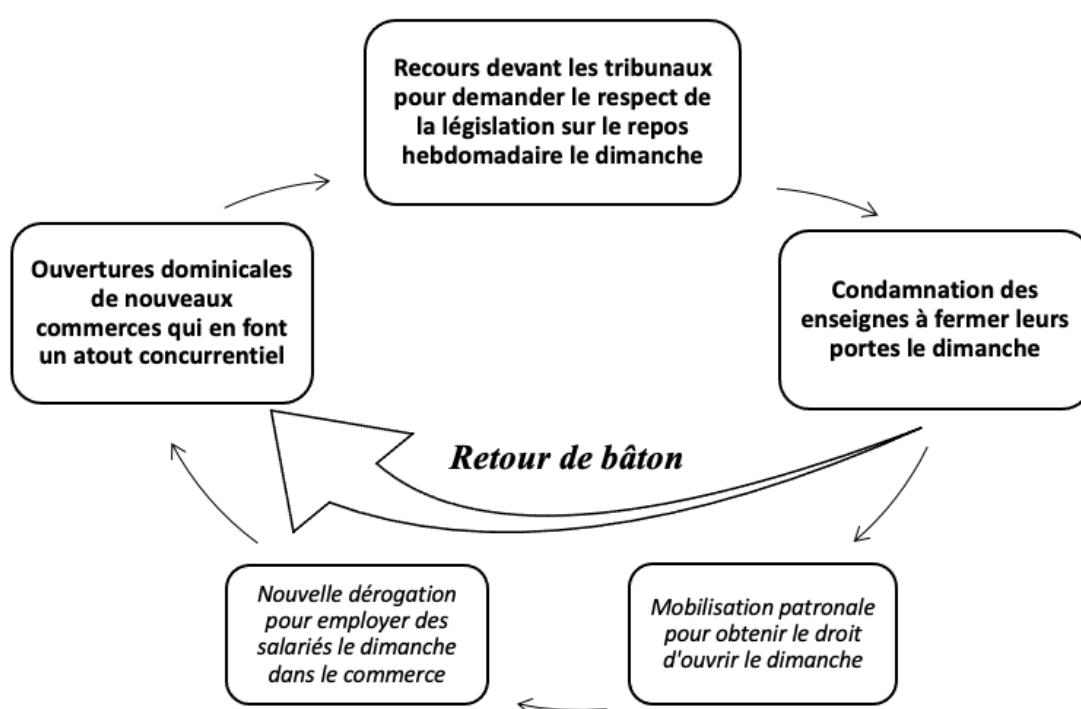 Recours devant les tribunaux
pour demander le respect de
la législation sur le repos
hebdomadaire le dimanche
Ouvertures dominicales
de nouveaux
commerces qui en font
un atout concurrentiel
Condamnation des
enseignes à fermer leurs
portes le dimanche
Retour de bâton
Nouvelle dérogation
pour employer des
salariés le dimanche
dans le commerce
Mobilisation patronale
pour obtenir le droit
d'ouvrir le dimanche